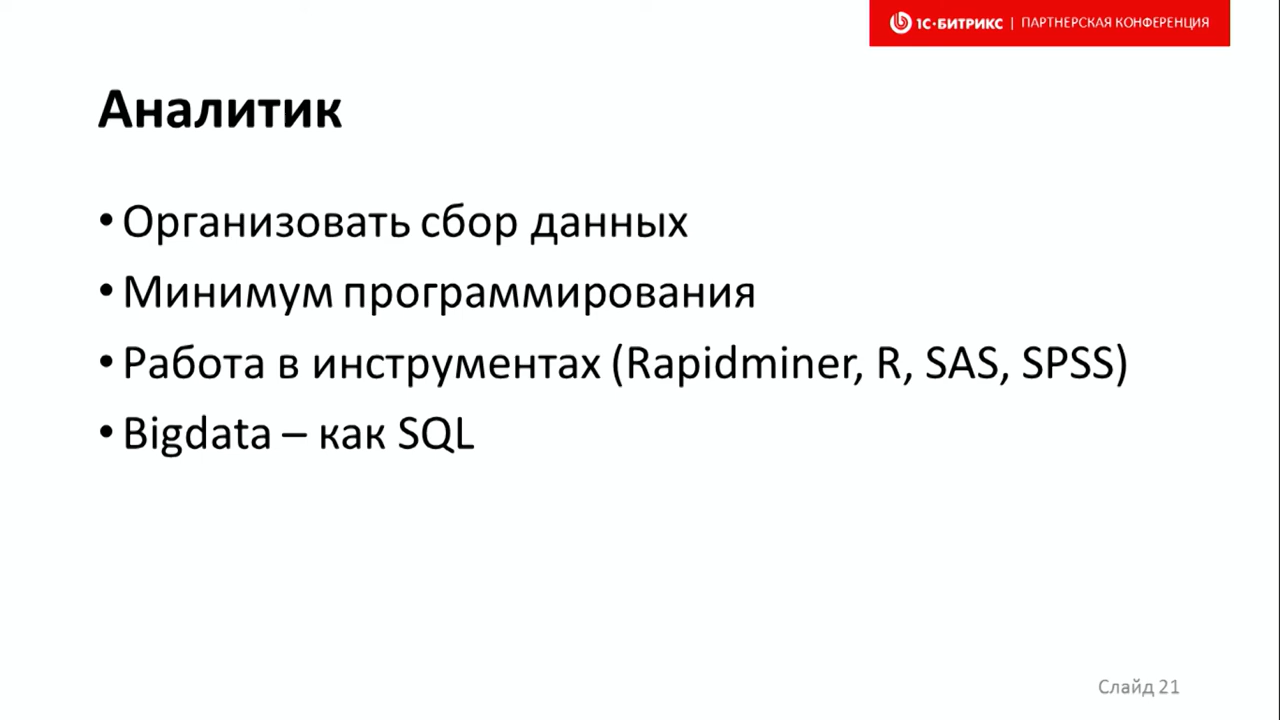 1С-БИТРИКС | ПАРТНЕРСКАЯ КОНФЕРЕНЦИЯ
Аналитик
• Организовать сбор данных
• Минимум программирования
• Работа в инструментах (Rapidminer, R, SAS, SPSS)
• Bigdata – как SQL
Слайд 21